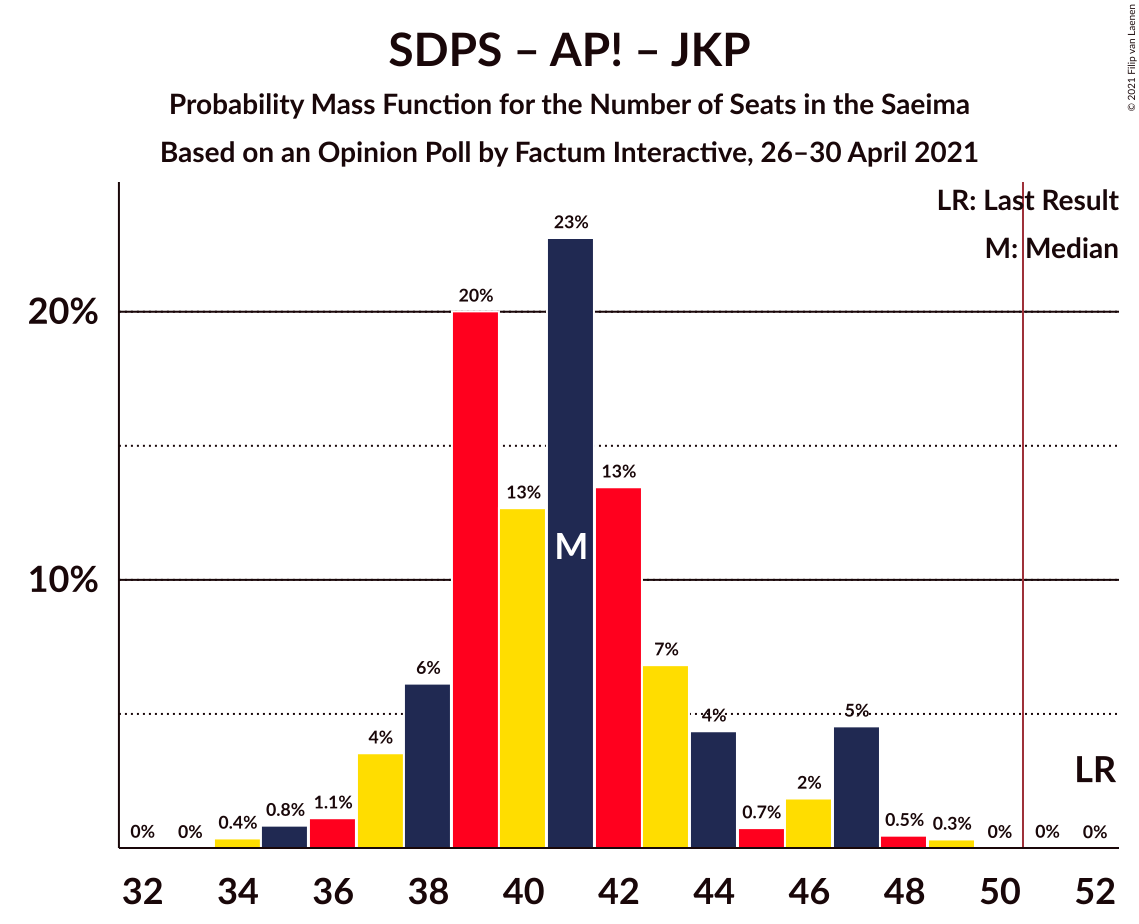 SDPS – AP! – JKP
Probability Mass Function for the Number of Seats in the Saeima
Based on an Opinion Poll by Factum Interactive, 26–30 April 2021
© 2021 Filip van Laenen
LR: Last Result
M: Median
23%
20%
20%
13%
13%
M
10%
7%
6%
5%
4%
4%
LR
2%
0% 0% 0.4% 0.8% 1.1% 0.7% 0.5% 0.3% 0% 0% 0%
32 34 36 38 40 42 44 46 48 50 52